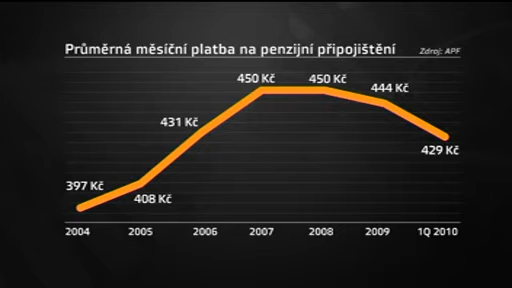 Průměrná měsíční platba na penzijní připojištění
Zdroj: APF
450 Kč
450 Kč
444 Kč
431 Kč
429 Kč
397 Kč
408 Kč
2004 2005 2006 2007 2008 2009 1Q 2010